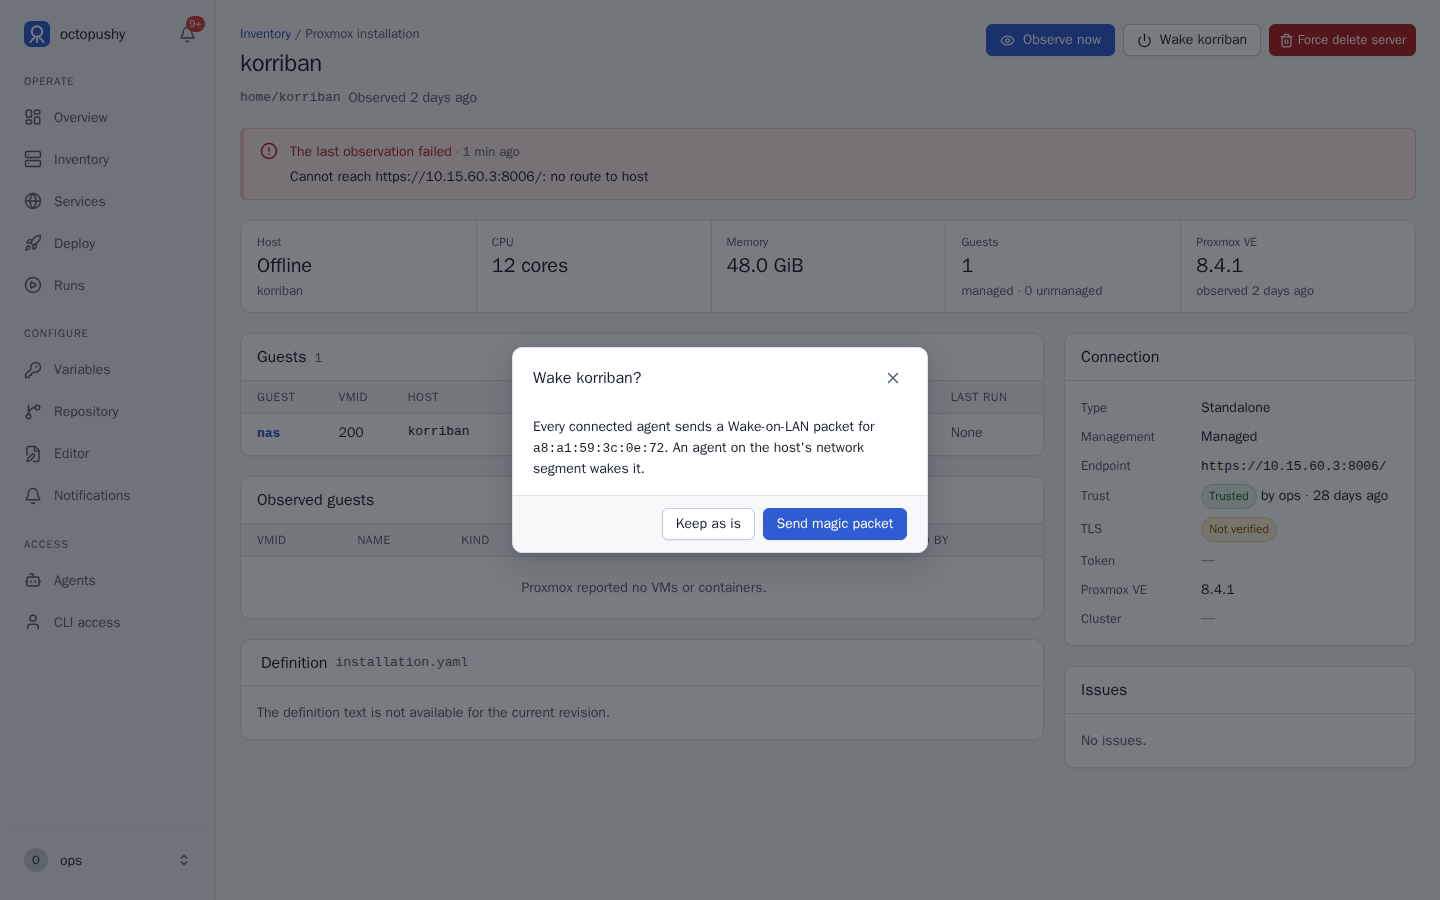 octopushy
9+
OPERATE
Overview
Inventory
Services
Deploy
Runs
CONFIGURE
Variables
Repository
Editor
Notifications
ACCESS
Agents
CLI access
O
ops
Inventory / Proxmox installation
korriban
home/korriban Observed 2 days ago
Observe now
Wake korriban
Force delete server
The last observation failed · 1 min ago
Cannot reach https://10.15.60.3:8006/: no route to host
Host
Offline
korriban
CPU
12 cores
Memory
48.0 GiB
Guests
1
managed · 0 unmanaged
Proxmox VE
8.4.1
observed 2 days ago
Guests 1
GUEST VMID HOST LAST RUN
nas 200 korriban None
Observed guests
VMID NAME KIND BY
Proxmox reported no VMs or containers.
Definition installation.yaml
The definition text is not available for the current revision.
Connection
Type Standalone
Management Managed
Endpoint https://10.15.60.3:8006/
Trust Trusted by ops · 28 days ago
TLS Not verified
Token —
Proxmox VE 8.4.1
Cluster —
Issues
No issues.
Wake korriban?
Every connected agent sends a Wake-on-LAN packet for
a8:a1:59:3c:0e:72. An agent on the host's network
segment wakes it.
Keep as is
Send magic packet